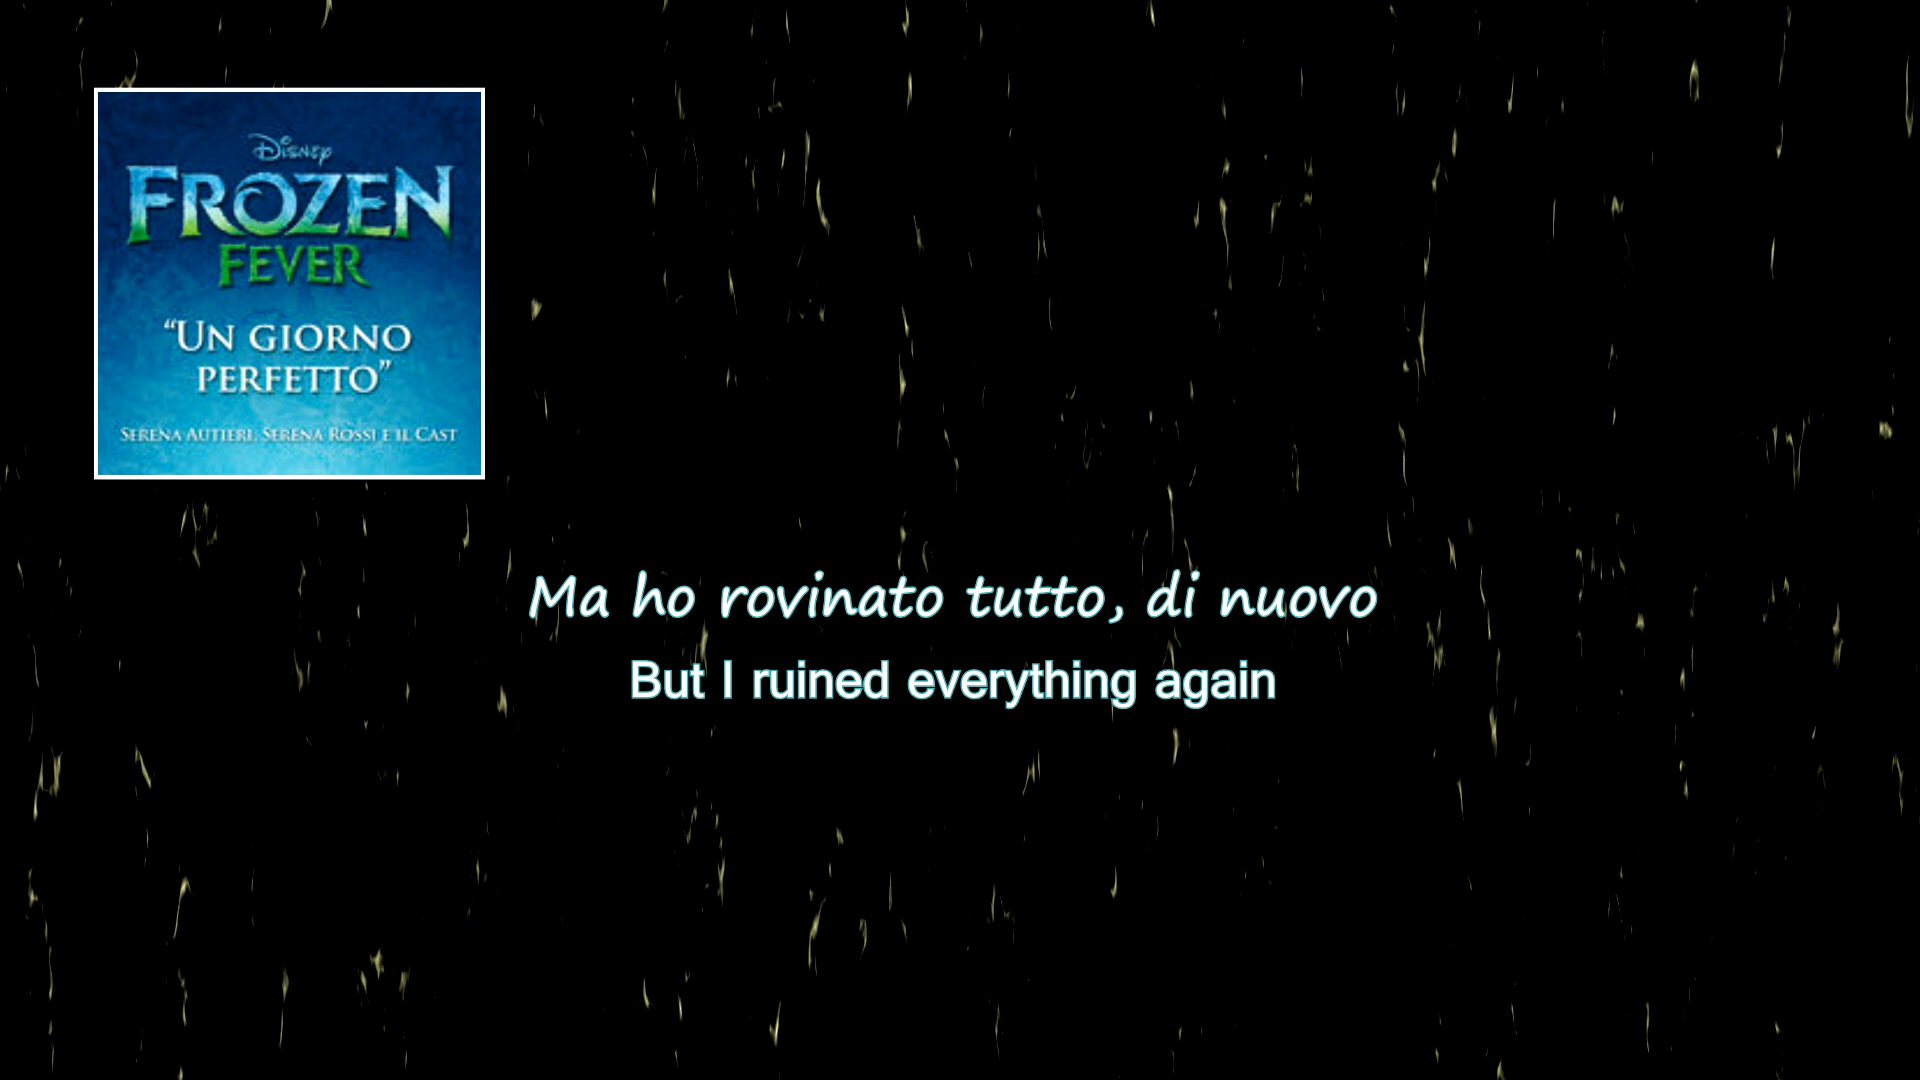 Disney
FROZEN
FEVER
“UN GIORNO
PERFETTO”
SERENA AUTIERI, SERENA ROSSI E IL CAST
Ma ho rovinato tutto, di nuovo
But I ruined everything again